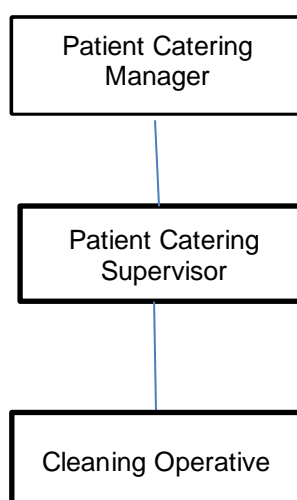 Patient Catering
Manager
Patient Catering
Supervisor
Cleaning Operative